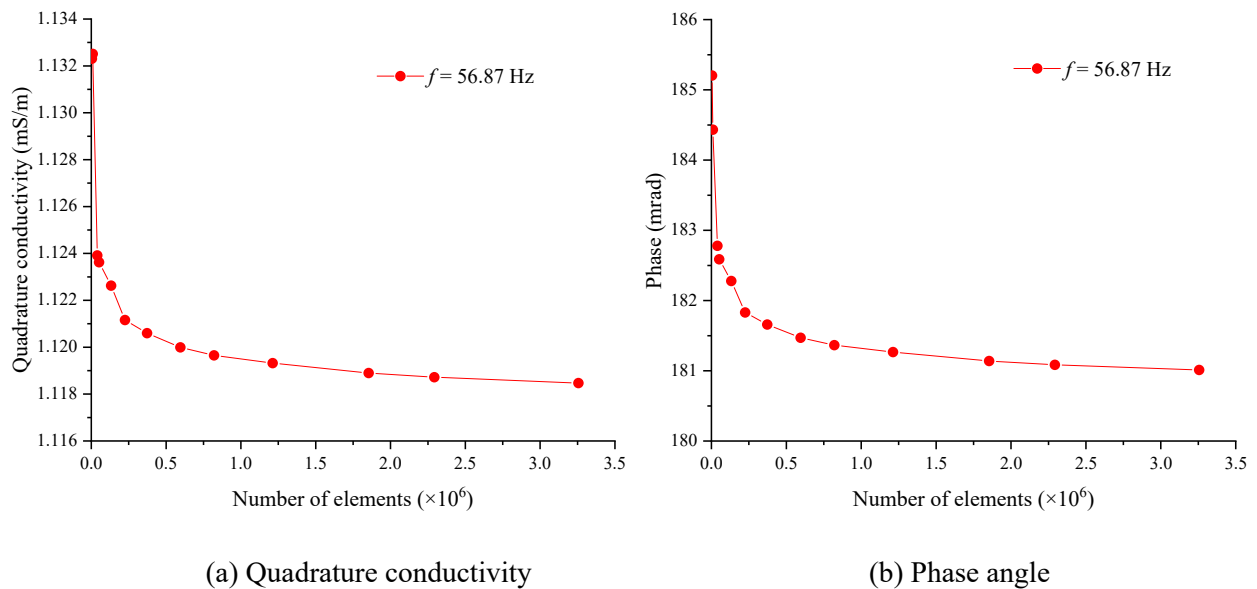 1.134
1.132
1.130
1.128
1.126
1.124
1.122
1.120
1.118
1.116
Quadrature conductivity (mS/m)
f = 56.87 Hz
0.0 0.5 1.0 1.5 2.0 2.5 3.0 3.5
Number of elements (×10⁶)
(a) Quadrature conductivity
186
185
184
183
182
181
180
Phase (mrad)
f = 56.87 Hz
0.0 0.5 1.0 1.5 2.0 2.5 3.0 3.5
Number of elements (×10⁶)
(b) Phase angle